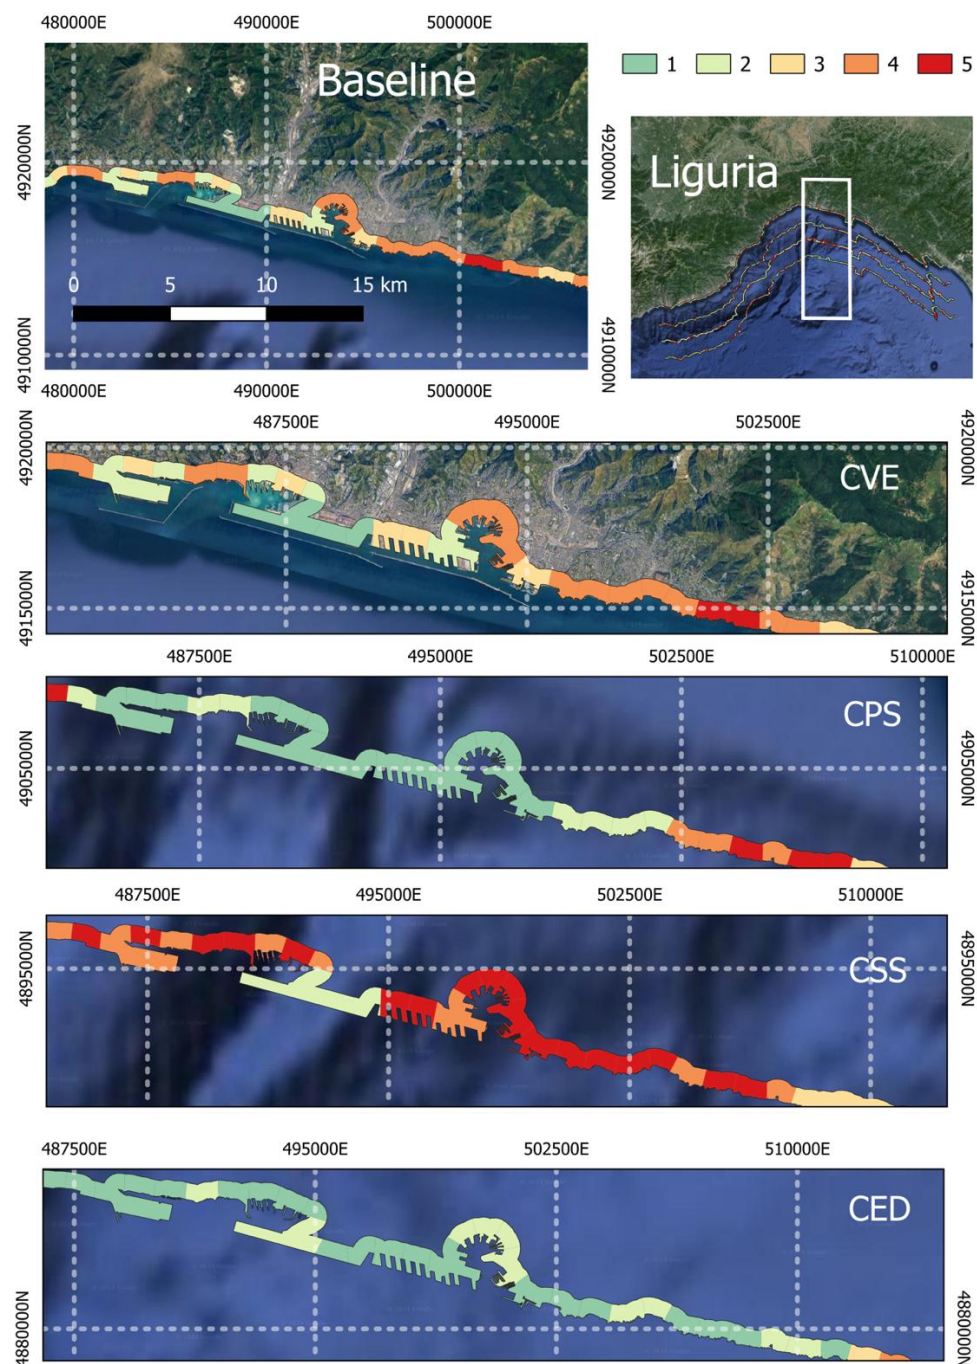 480000E 490000E 500000E
1 2 3 4 5
Baseline
4920000N
4920000N
Liguria
0 5 10 15 km
4910000N
4910000N
480000E 490000E 500000E
487500E 495000E 502500E
4920000N
4920000N
CVE
4915000N
4915000N
487500E 495000E 502500E 510000E
CPS
4905000N
4905000N
487500E 495000E 502500E 510000E
4895000N
4895000N
CSS
487500E 495000E 502500E 510000E
CED
4880000N
4880000N